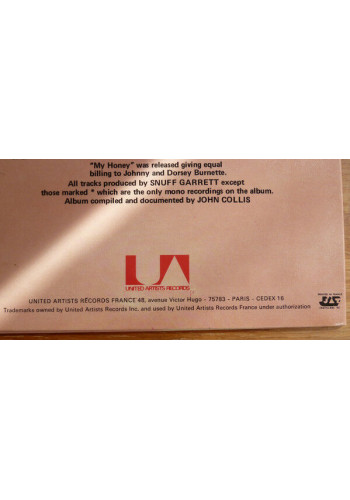 "My Honey" was released giving equal
billing to Johnny and Dorsey Burnette.
All tracks produced by SNUFF GARRETT except
those marked * which are the only mono recordings on the album.
Album compiled and documented by JOHN COLLIS
UA
UNITED ARTISTS RECORDS
UNITED ARTISTS RECORDS FRANCE 48, avenue Victor Hugo - 75783 - PARIS - CEDEX 16
Trademarks owned by United Artists Records Inc. and used by United Artists Records France under authorization